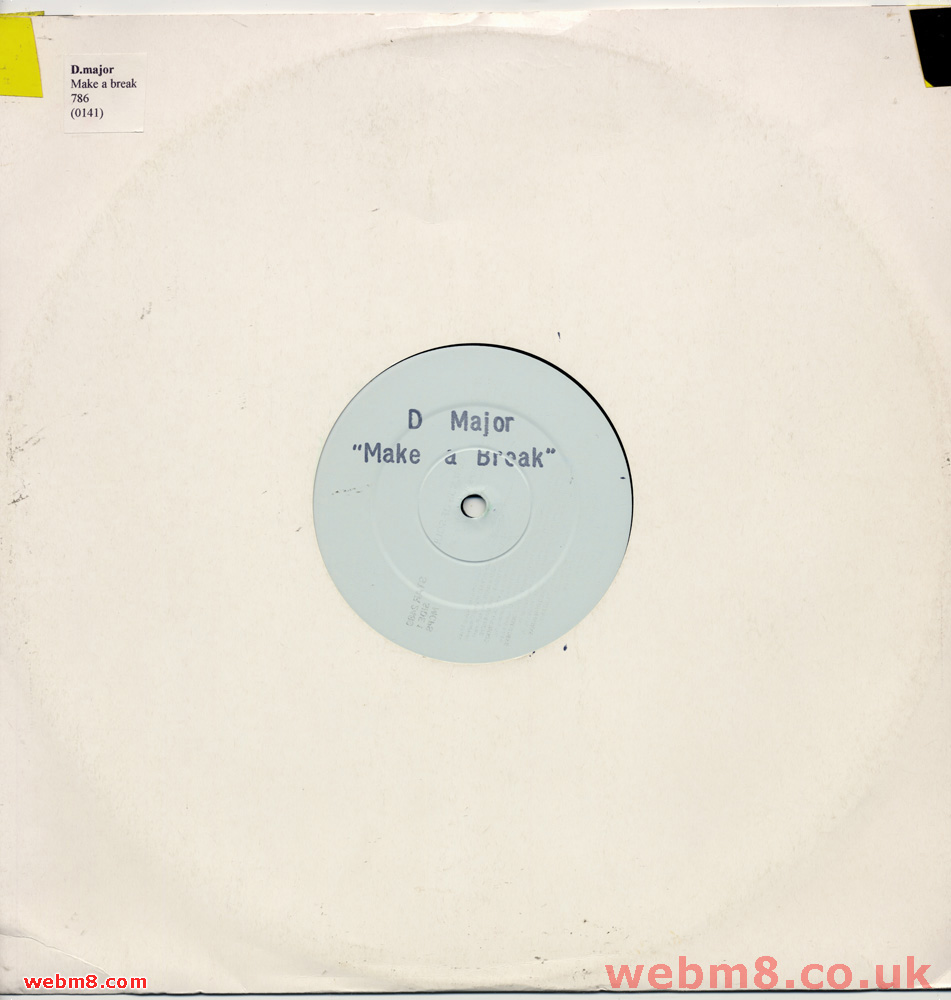 D.major
Make a break
786
(0141)
D Major
"Make a Break"
webm8.com
webm8.co.uk